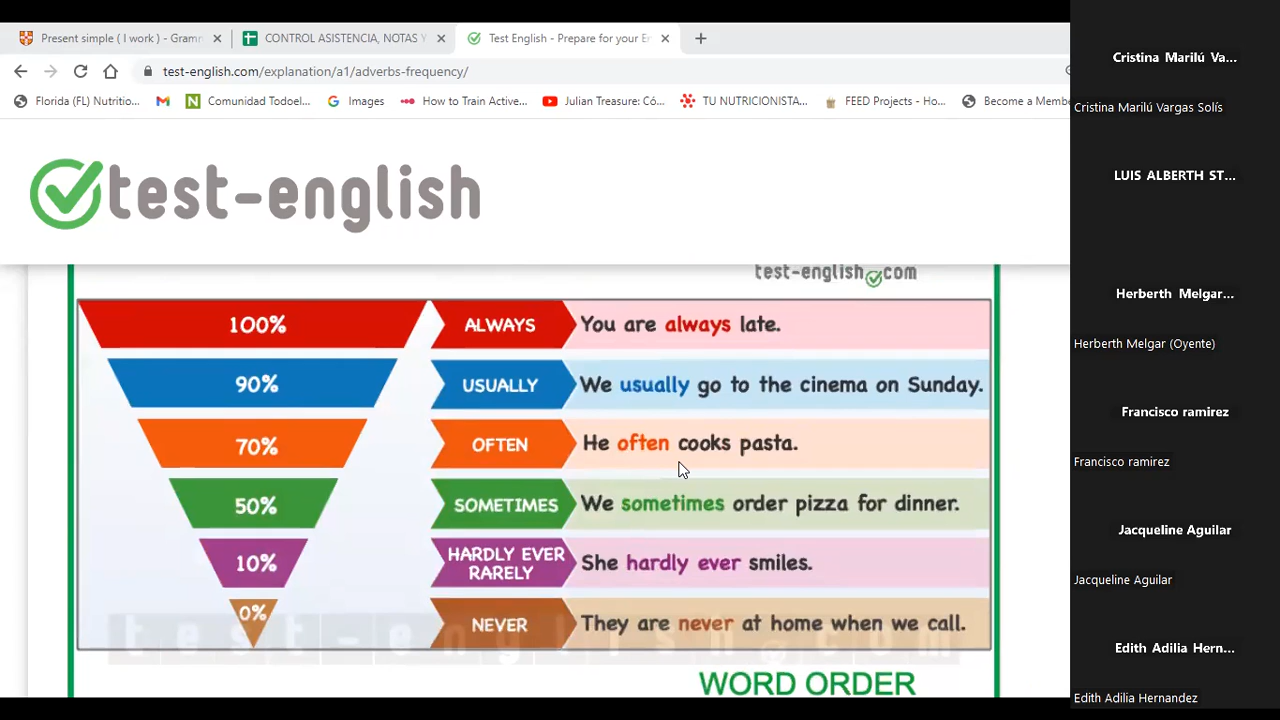 Present simple ( I work ) - Gramn
CONTROL ASISTENCIA, NOTAS Y
Test English - Prepare for your En
test-english.com/explanation/a1/adverbs-frequency/
Florida (FL) Nutritio...
Comunidad Todoel...
Images
How to Train Active...
Julian Treasure: Có...
TU NUTRICIONISTA...
FEED Projects - Ho...
Become a Membe
test-english
test-english.com
100% ALWAYS You are always late.
90% USUALLY We usually go to the cinema on Sunday.
70% OFTEN He often cooks pasta.
50% SOMETIMES We sometimes order pizza for dinner.
10% HARDLY EVER RARELY She hardly ever smiles.
0% NEVER They are never at home when we call.
test-english.com
WORD ORDER
Cristina Marilú Va...
Cristina Marilú Vargas Solís
LUIS ALBERTH ST...
Herberth Melgar...
Herberth Melgar (Oyente)
Francisco ramirez
Francisco ramirez
Jacqueline Aguilar
Jacqueline Aguilar
Edith Adilia Hern...
Edith Adilia Hernandez